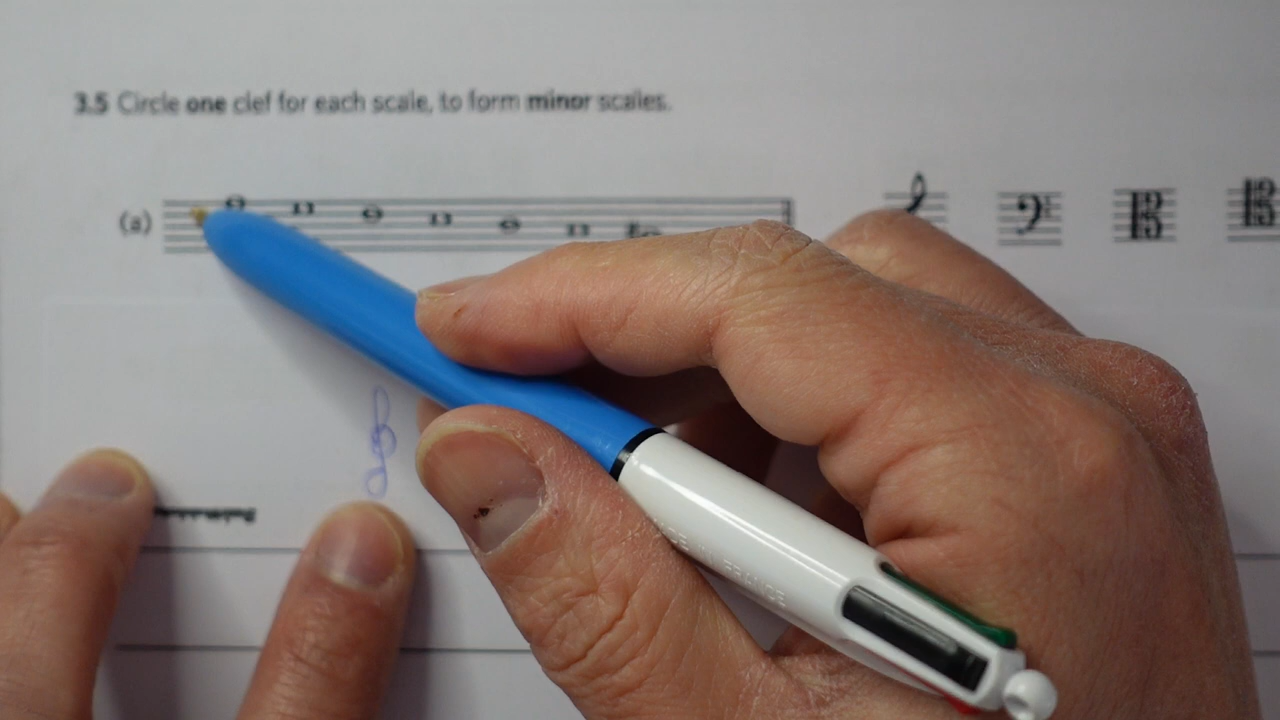 3.5 Circle one clef for each scale, to form minor scales.
(a)